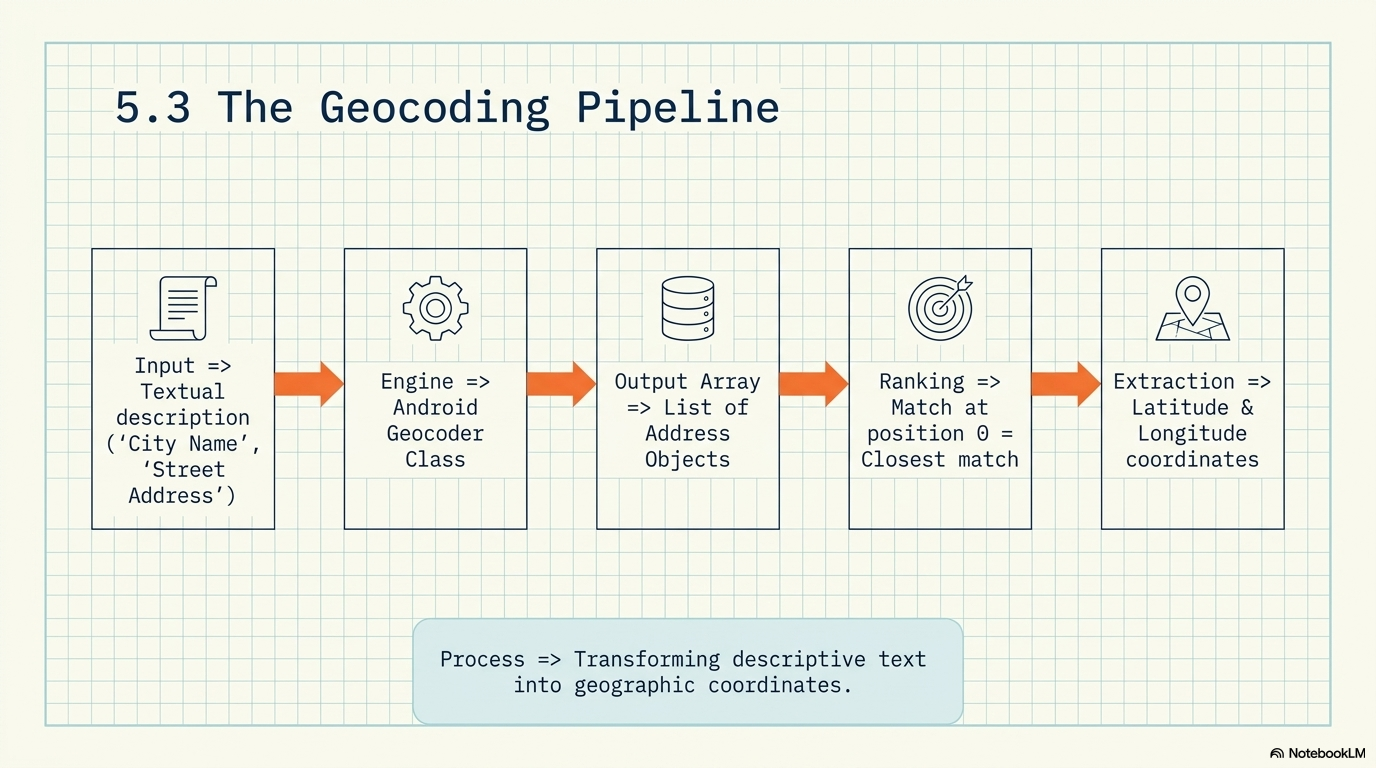 5.3 The Geocoding Pipeline
Input =>
Textual
description
(‘City Name’,
‘Street
Address’)
Engine =>
Android
Geocoder
Class
Output Array
=> List of
Address
Objects
Ranking =>
Match at
position 0 =
Closest match
Extraction =>
Latitude &
Longitude
coordinates
Process => Transforming descriptive text
into geographic coordinates.
NotebookLM